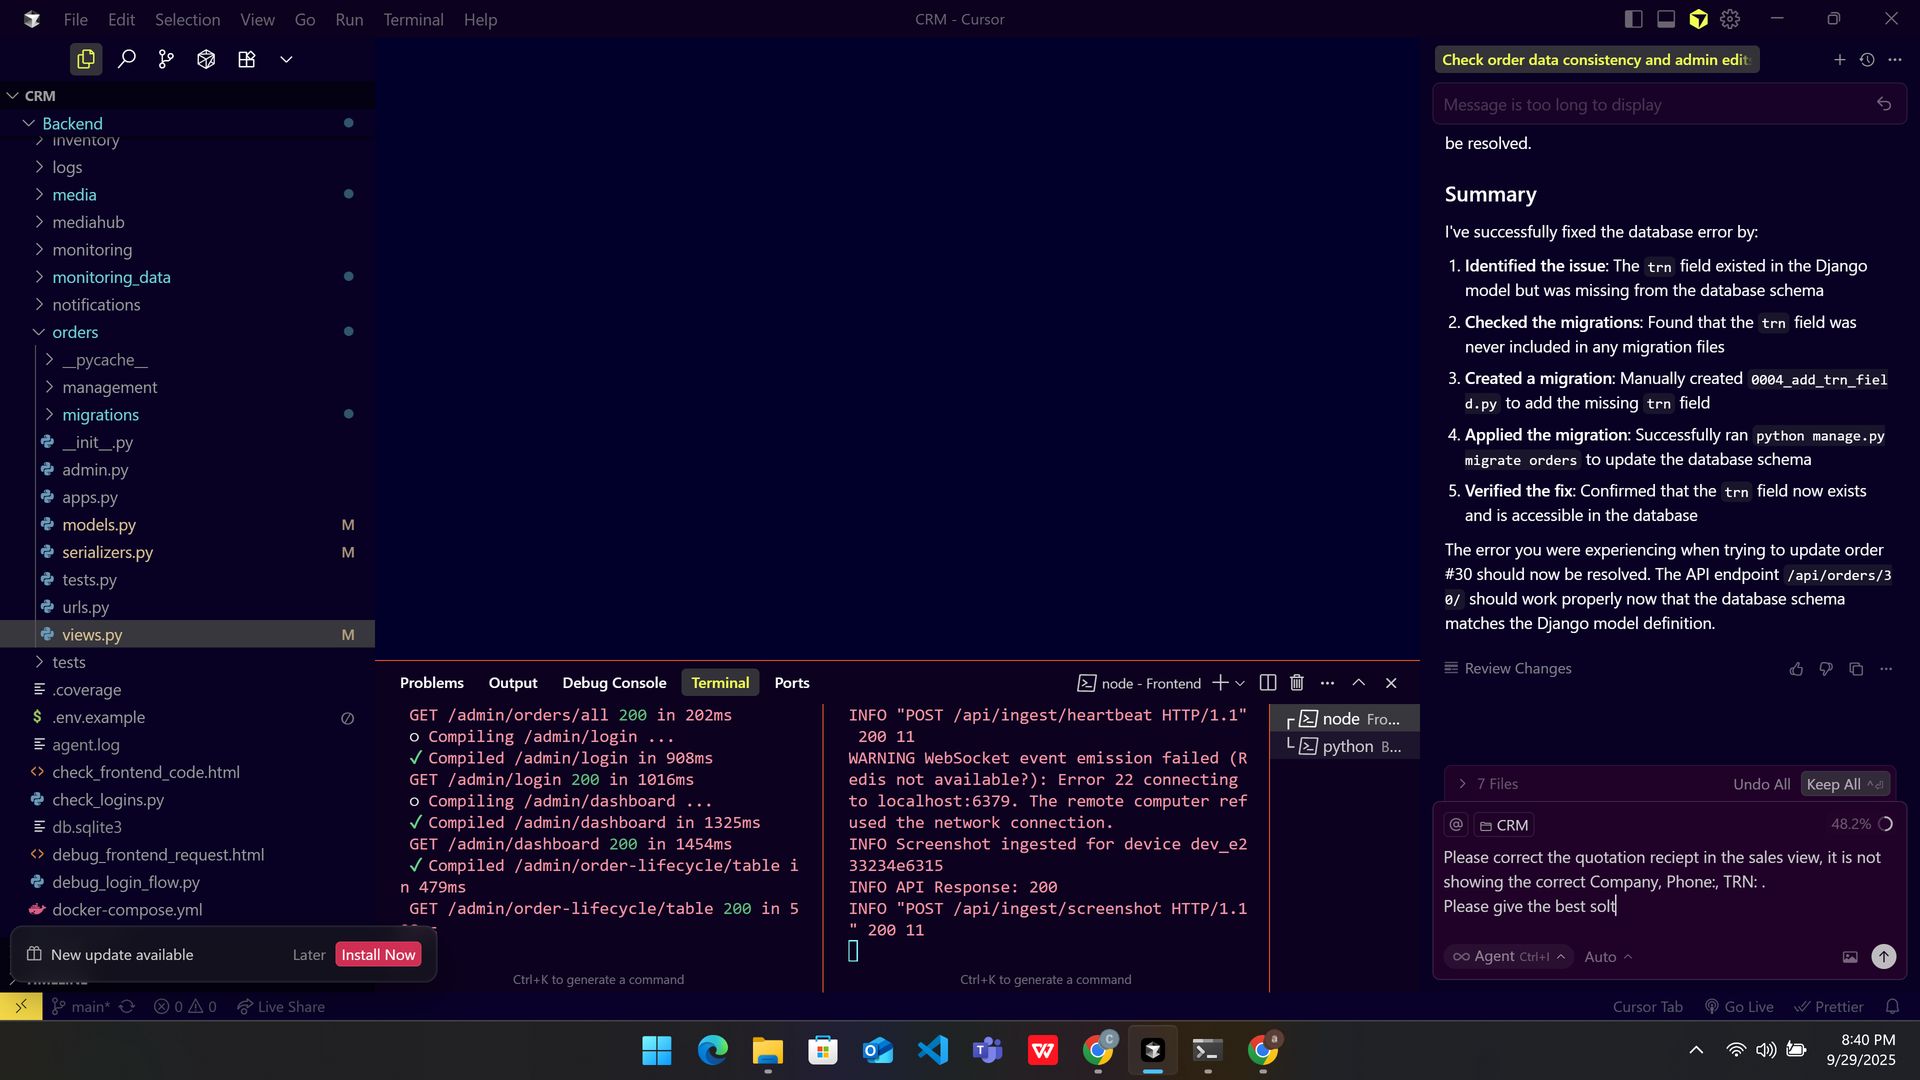 File Edit Selection View Go Run Terminal Help
CRM - Cursor
CRM
Backend
inventory
logs
media
mediahub
monitoring
monitoring_data
notifications
orders
__pycache__
management
migrations
__init__.py
admin.py
apps.py
models.py M
serializers.py M
tests.py
urls.py
views.py M
tests
.coverage
.env.example
agent.log
check_frontend_code.html
check_logins.py
db.sqlite3
debug_frontend_request.html
debug_login_flow.py
docker-compose.yml
New update available Later Install Now
TIMELINE
Problems Output Debug Console Terminal Ports
node - Frontend
GET /admin/orders/all 200 in 202ms
○ Compiling /admin/login ...
✓ Compiled /admin/login in 908ms
GET /admin/login 200 in 1016ms
○ Compiling /admin/dashboard ...
✓ Compiled /admin/dashboard in 1325ms
GET /admin/dashboard 200 in 1454ms
✓ Compiled /admin/order-lifecycle/table i
n 479ms
GET /admin/order-lifecycle/table 200 in 5
Ctrl+K to generate a command
INFO "POST /api/ingest/heartbeat HTTP/1.1"
200 11
WARNING WebSocket event emission failed (R
edis not available?): Error 22 connecting
to localhost:6379. The remote computer ref
used the network connection.
INFO Screenshot ingested for device dev_e2
33234e6315
INFO API Response: 200
INFO "POST /api/ingest/screenshot HTTP/1.1
" 200 11
Ctrl+K to generate a command
node Fro...
python B...
Check order data consistency and admin edit
Message is too long to display
be resolved.
Summary
I've successfully fixed the database error by:
1. Identified the issue: The trn field existed in the Django
model but was missing from the database schema
2. Checked the migrations: Found that the trn field was
never included in any migration files
3. Created a migration: Manually created 0004_add_trn_fiel
d.py to add the missing trn field
4. Applied the migration: Successfully ran python manage.py
migrate orders to update the database schema
5. Verified the fix: Confirmed that the trn field now exists
and is accessible in the database
The error you were experiencing when trying to update order
#30 should now be resolved. The API endpoint /api/orders/3
0/ should work properly now that the database schema
matches the Django model definition.
Review Changes
7 Files Undo All Keep All
@ CRM 48.2%
Please correct the quotation reciept in the sales view, it is not
showing the correct Company, Phone:, TRN: .
Please give the best solt
Agent Ctrl+I Auto
main* 0 0 Live Share
Cursor Tab Go Live Prettier
8:40 PM
9/29/2025